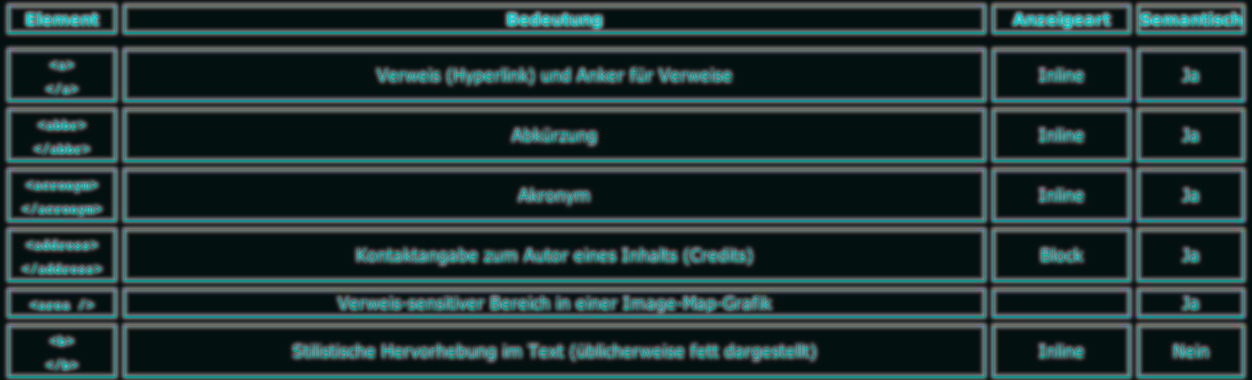 Element Bedeutung Anzeigeart Semantisch
<a>
</a> Verweis (Hyperlink) und Anker für Verweise Inline Ja
<abbr>
</abbr> Abkürzung Inline Ja
<acronym>
</acronym> Akronym Inline Ja
<address>
</address> Kontaktangabe zum Autor eines Inhalts (Credits) Block Ja
<area /> Verweis-sensitiver Bereich in einer Image-Map-Grafik Ja
<b>
</b> Stilistische Hervorhebung im Text (üblicherweise fett dargestellt) Inline Nein